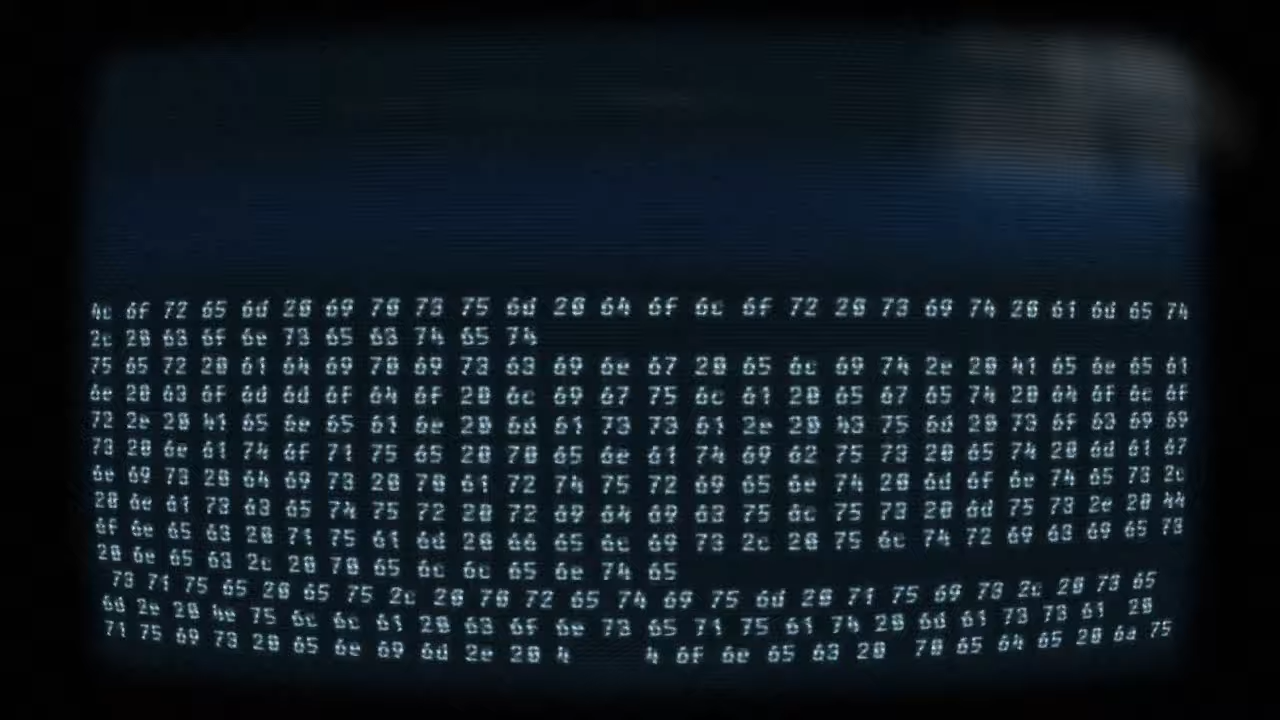 4c 6f 72 65 6d 20 69 70 73 75 6d 20 64 6f 6c 6f 72 20 73 69 74 20 61 6d 65 74
2c 20 63 6f 6e 73 65 63 74 65 74
75 65 72 20 61 64 69 70 69 73 63 69 6e 67 20 65 6c 69 74 2e 20 41 65 6e 65 61
6e 20 63 6f 6d 6d 6f 64 6f 20 6c 69 67 75 6c 61 20 65 67 65 74 20 64 6f 6c 6f
72 2e 20 41 65 6e 65 61 6e 20 6d 61 73 73 61 2e 20 43 75 6d 20 73 6f 63 69 69
73 20 6e 61 74 6f 71 75 65 20 70 65 6e 61 74 69 62 75 73 20 65 74 20 6d 61 67
6e 69 73 20 64 69 73 20 70 61 72 74 75 72 69 65 6e 74 20 6d 6f 6e 74 65 73 2c
20 6e 61 73 63 65 74 75 72 20 72 69 64 69 63 75 6c 75 73 20 6d 75 73 2e 20 44
6f 6e 65 63 20 71 75 61 6d 20 66 65 6c 69 73 2c 20 75 6c 74 72 69 63 69 65 73
20 6e 65 63 2c 20 70 65 6c 6c 65 6e 74 65
73 71 75 65 20 65 75 2c 20 70 72 65 74 69 75 6d 20 71 75 69 73 2c 20 73 65
6d 2e 20 4e 75 6c 6c 61 20 63 6f 6e 73 65 71 75 61 74 20 6d 61 73 73 61 20
71 75 69 73 20 65 6e 69 6d 2e 20 4 4 6f 6e 65 63 20 70 65 64 65 20 6a 75